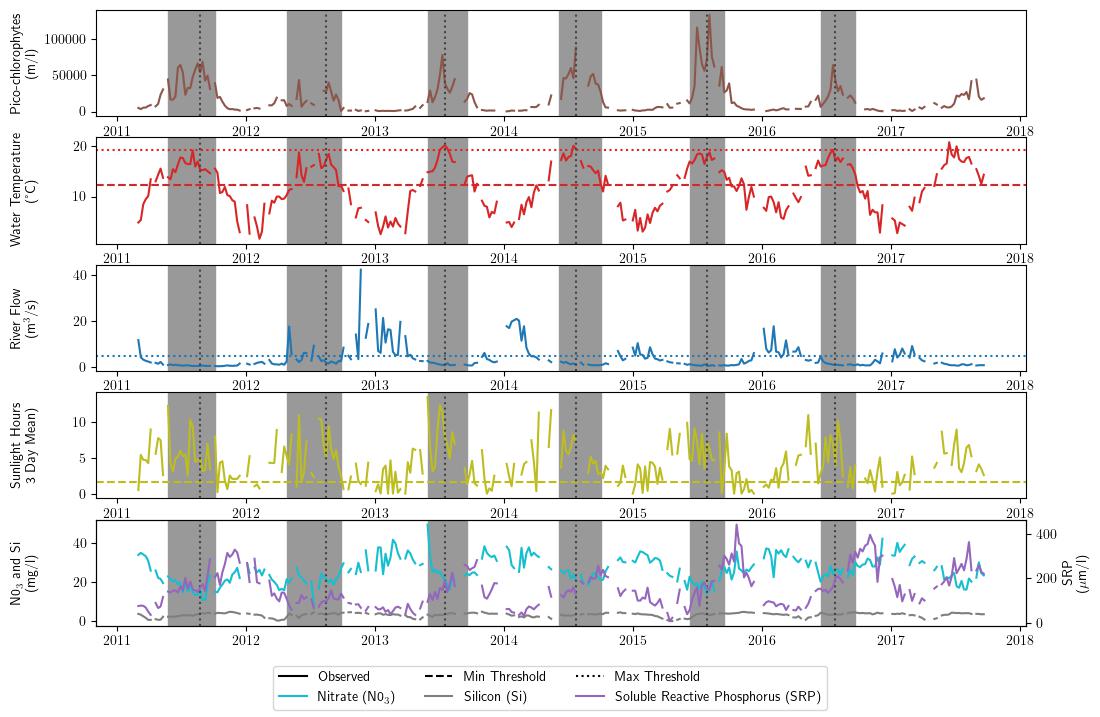 Pico-chlorophytes
(m/l)
100000
50000
0
2011 2012 2013 2014 2015 2016 2017 2018
Water Temperature
(°C)
20
10
2011 2012 2013 2014 2015 2016 2017 2018
River Flow
(m³/s)
40
20
0
2011 2012 2013 2014 2015 2016 2017 2018
Sunlight Hours
3 Day Mean)
10
5
0
2011 2012 2013 2014 2015 2016 2017 2018
N0₃ and Si
(mg/l)
40
20
0
400
200
0
SRP
(μm/l)
2011 2012 2013 2014 2015 2016 2017 2018
Observed Min Threshold Max Threshold
Nitrate (N0₃) Silicon (Si) Soluble Reactive Phosphorus (SRP)